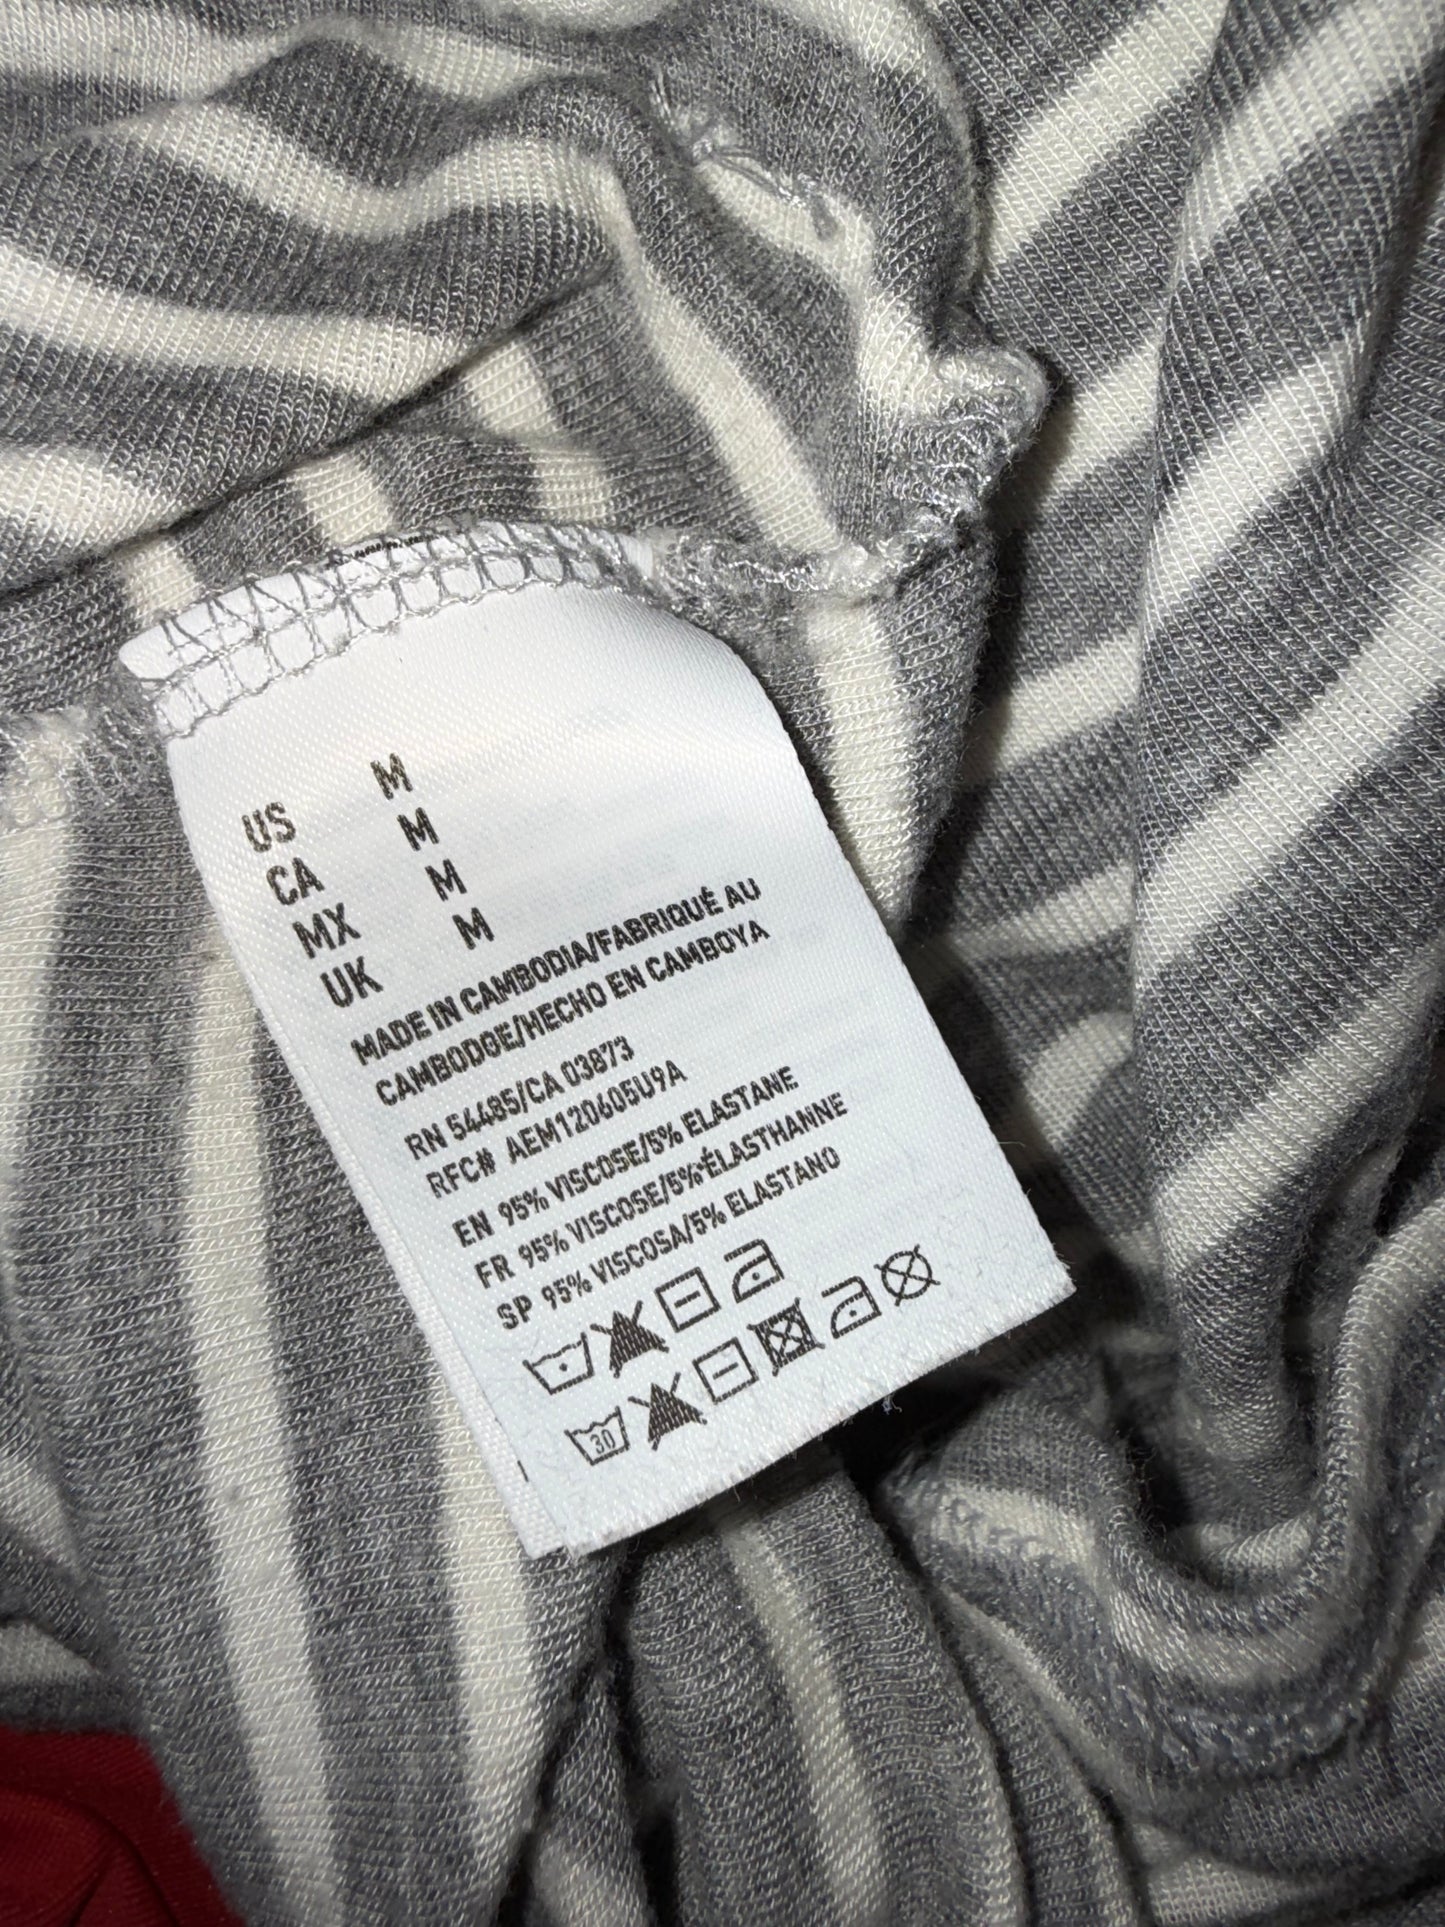 US M
CA M
MX M
UK M
MADE IN CAMBODIA/FABRIQUÉ AU
CAMBODGE/HECHO EN CAMBOYA
RN 54485/CA 03873
RFC# AEM120605U9A
EN 95% VISCOSE/5% ELASTANE
FR 95% VISCOSE/5% ÉLASTHANNE
SP 95% VISCOSA/5% ELASTANO
30